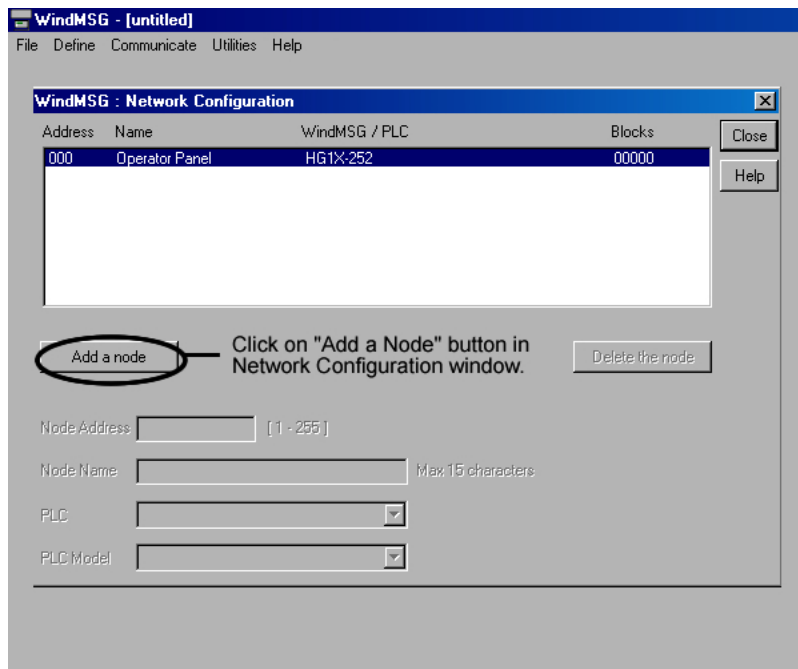 WindMSG - [untitled]
File Define Communicate Utilities Help
WindMSG : Network Configuration
Address Name WindMSG / PLC Blocks
Close
000 Operator Panel HG1X-252 00000
Help
Add a node
Click on "Add a Node" button in
Network Configuration window.
Delete the node
Node Address [ 1 - 255 ]
Node Name Max 15 characters
PLC
PLC Model